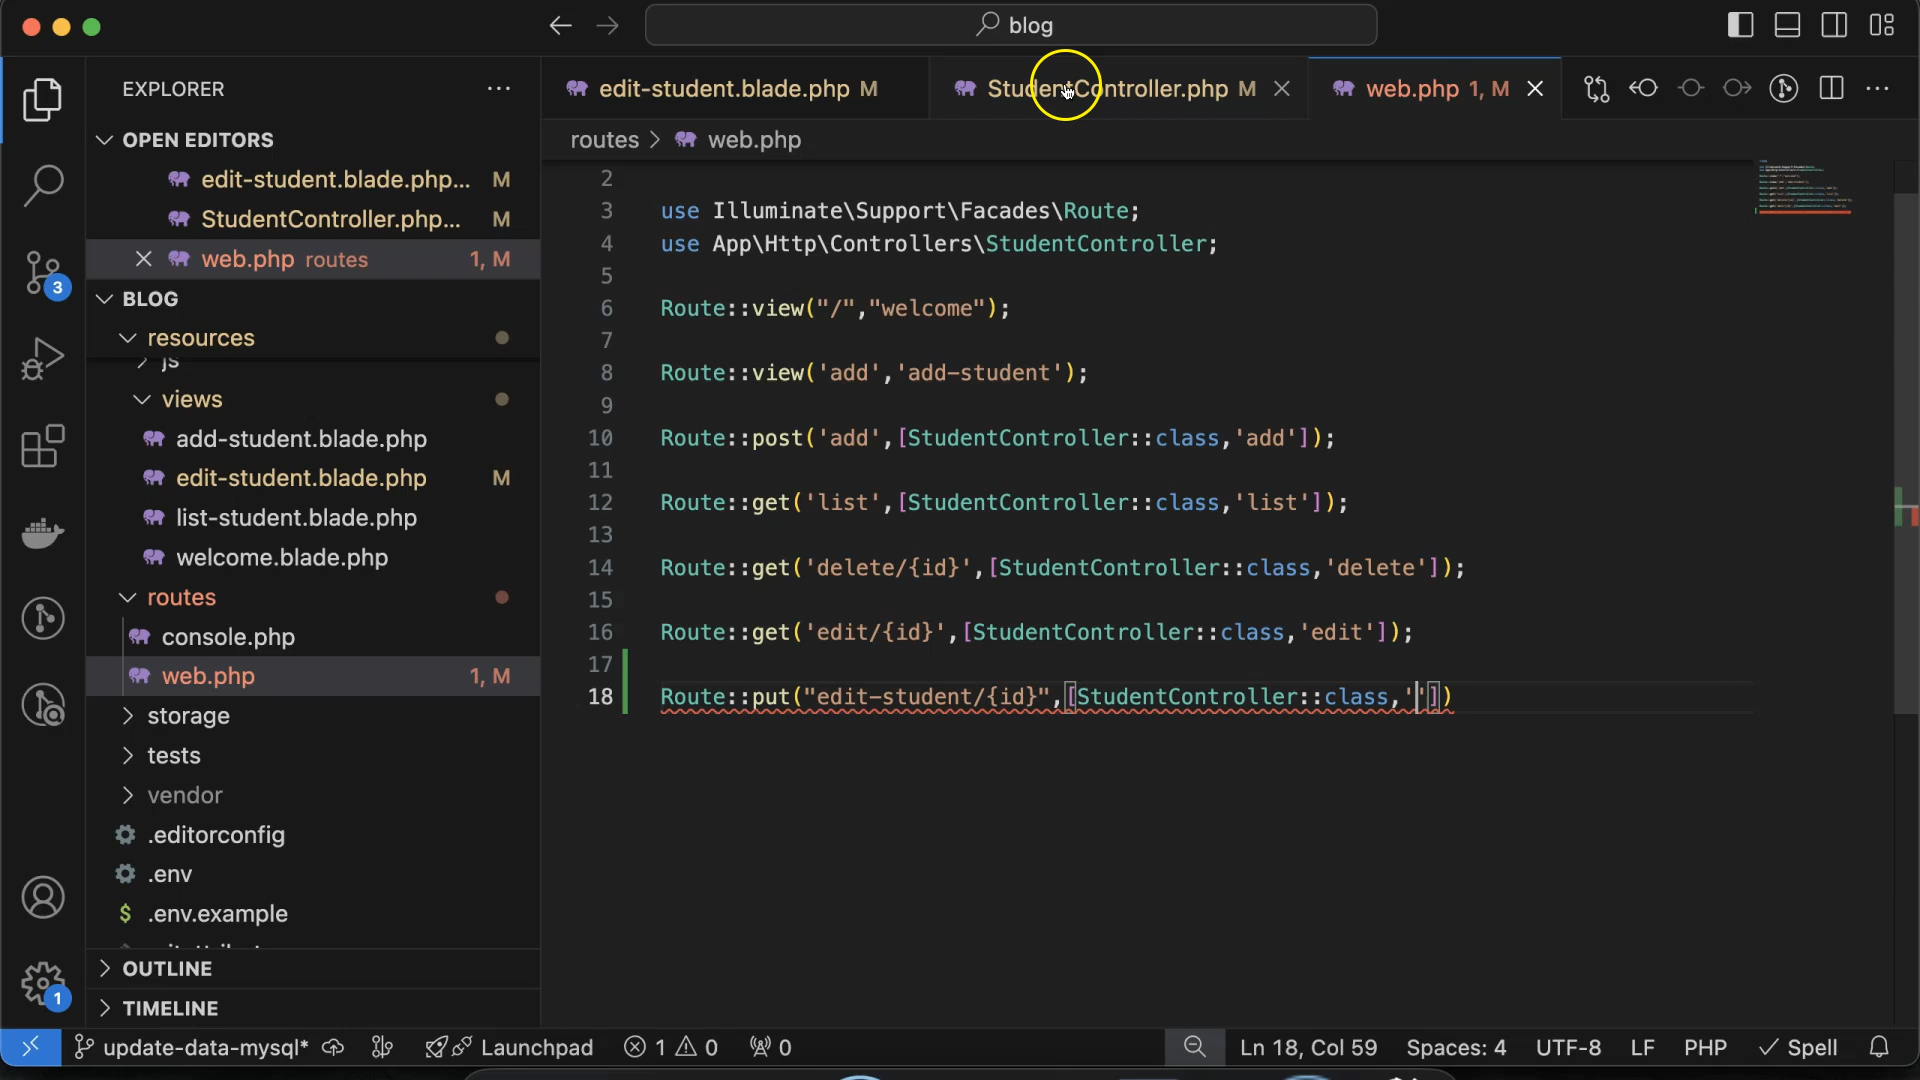 blog
EXPLORER
OPEN EDITORS
edit-student.blade.php... M
StudentController.php... M
web.php routes 1, M
BLOG
resources
js
views
add-student.blade.php
edit-student.blade.php M
list-student.blade.php
welcome.blade.php
routes
console.php
web.php 1, M
storage
tests
vendor
.editorconfig
.env
$ .env.example
OUTLINE
TIMELINE
3
1
edit-student.blade.php M
StudentController.php M
web.php 1, M
routes > web.php
2
3 use Illuminate\Support\Facades\Route;
4 use App\Http\Controllers\StudentController;
5
6 Route::view("/","welcome");
7
8 Route::view('add','add-student');
9
10 Route::post('add',[StudentController::class,'add']);
11
12 Route::get('list',[StudentController::class,'list']);
13
14 Route::get('delete/{id}',[StudentController::class,'delete']);
15
16 Route::get('edit/{id}',[StudentController::class,'edit']);
17
18 Route::put("edit-student/{id}",[StudentController::class,''])
update-data-mysql* Launchpad 1 0 0 Ln 18, Col 59 Spaces: 4 UTF-8 LF PHP Spell